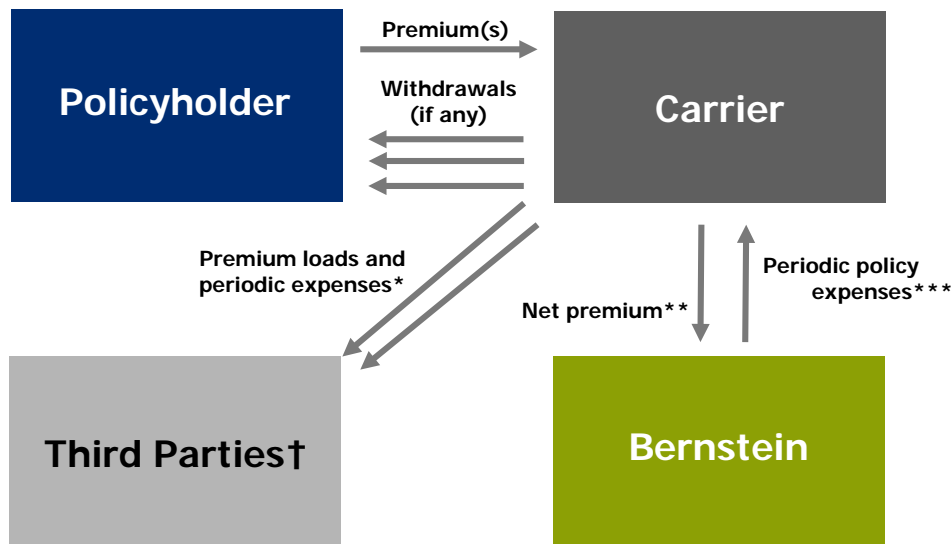 Premium(s)
Policyholder
Withdrawals
(if any)
Carrier
Premium loads and
periodic expenses*
Net premium**
Periodic policy
expenses***
Third Parties†
Bernstein